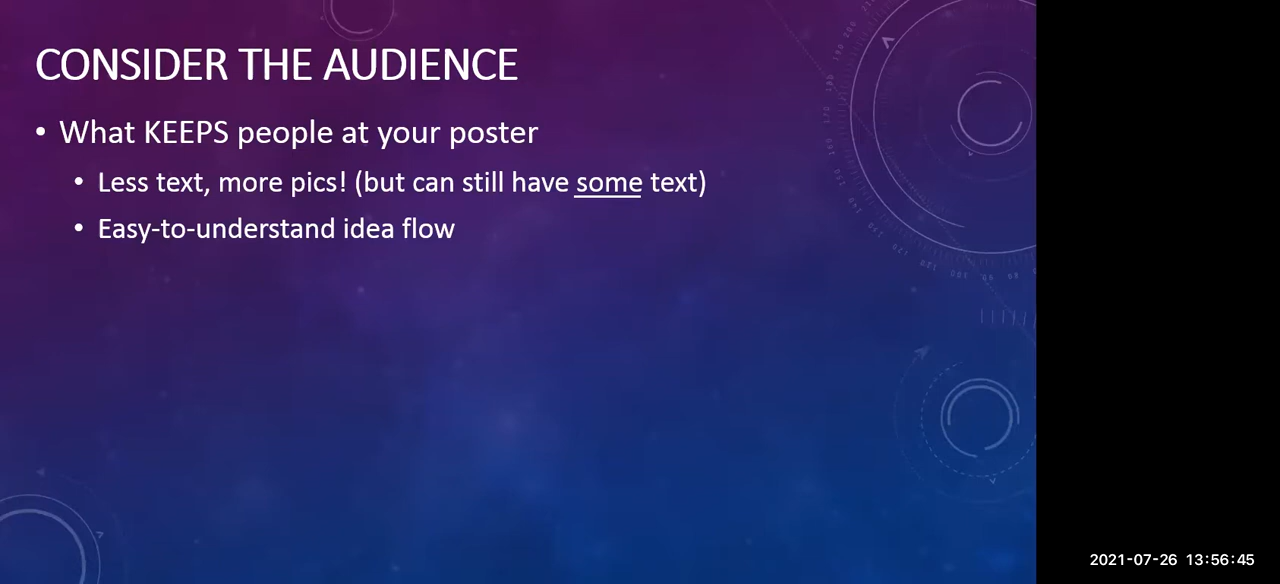 CONSIDER THE AUDIENCE
• What KEEPS people at your poster
• Less text, more pics! (but can still have some text)
• Easy-to-understand idea flow
2021-07-26 13:56:45